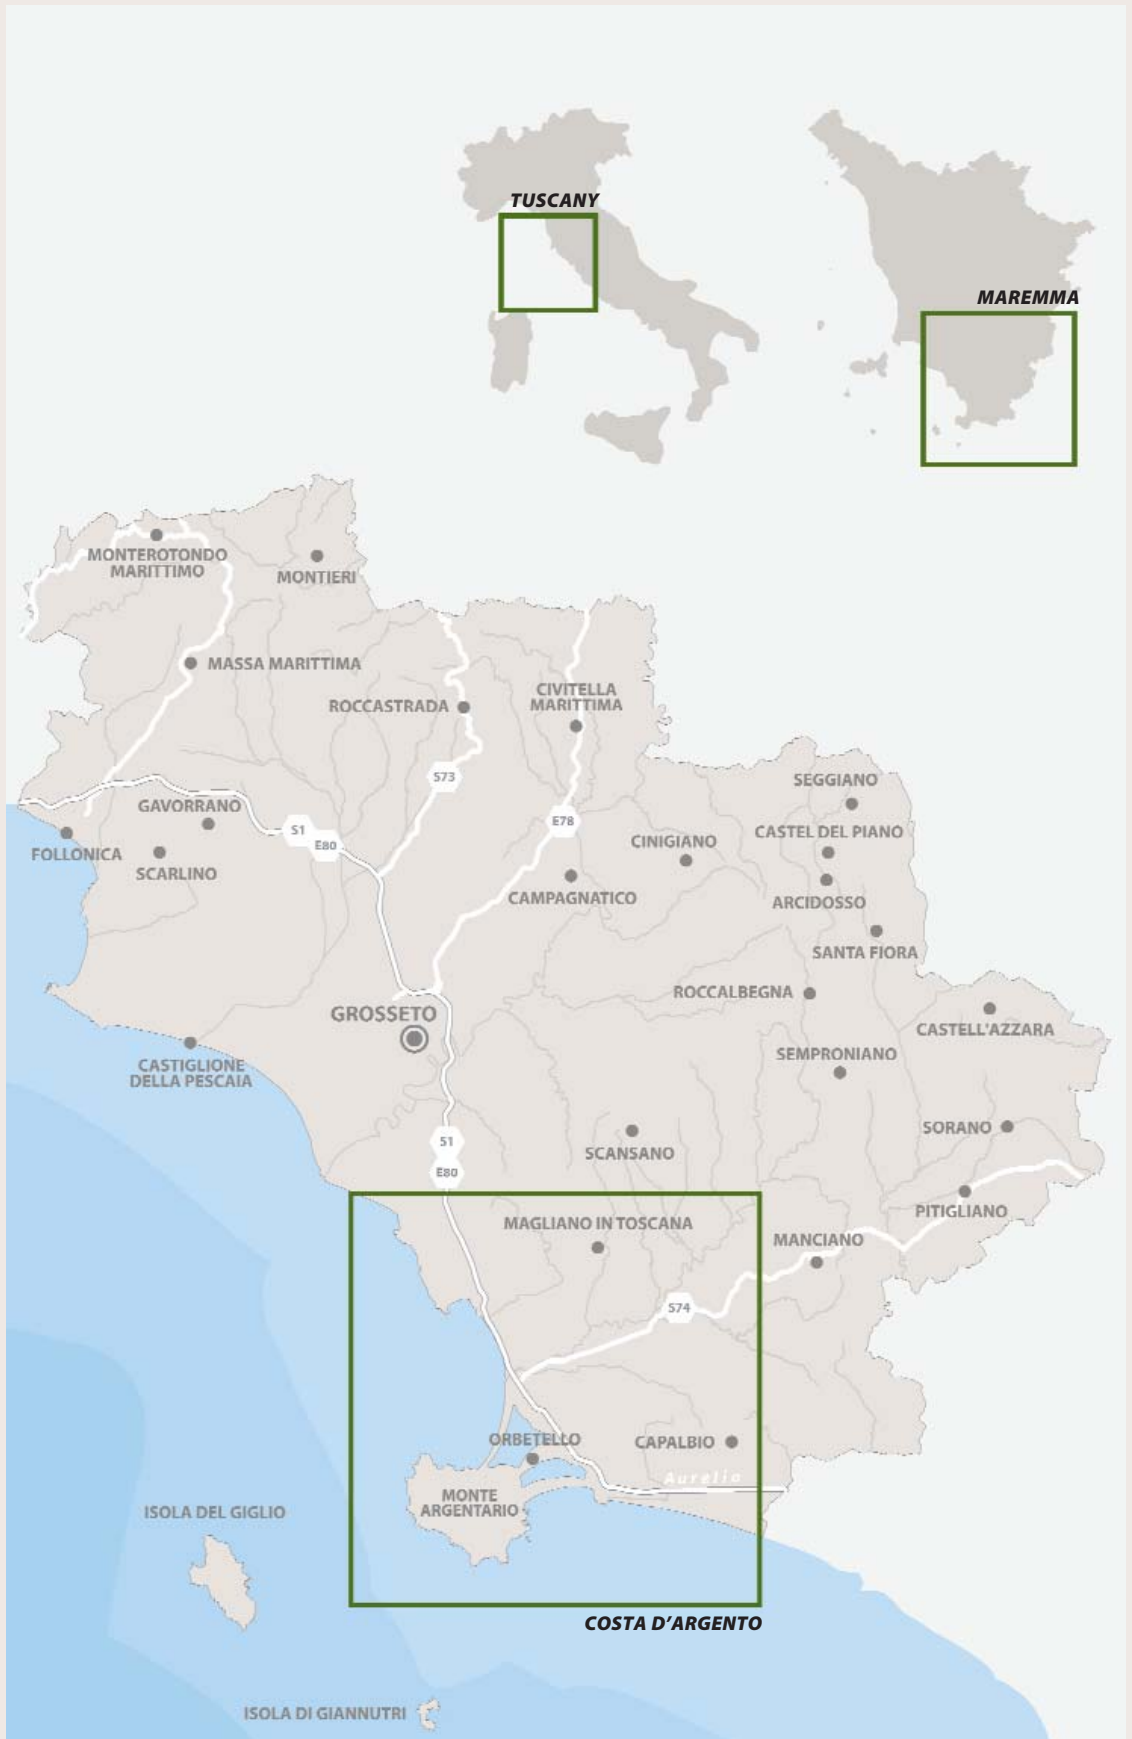 TUSCANY
MAREMMA
MONTEROTONDO
MARITTIMO
MONTIERI
MASSA MARITTIMA
ROCCASTRADA
CIVITELLA
MARITTIMA
S73
SEGGIANO
GAVORRANO
S1
E80
E78
CASTEL DEL PIANO
CINIGIANO
FOLLONICA
SCARLINO
CAMPAGNATICO
ARCIDOSSO
SANTA FIORA
ROCCALBEGNA
GROSSETO
CASTELL'AZZARA
CASTIGLIONE
DELLA PESCAIA
SEMPRONIANO
SORANO
S1
E80
SCANSANO
PITIGLIANO
MAGLIANO IN TOSCANA
MANCIANO
S74
ORBETELLO
CAPALBIO
Aurelia
MONTE
ARGENTARIO
ISOLA DEL GIGLIO
COSTA D’ARGENTO
ISOLA DI GIANNUTRI